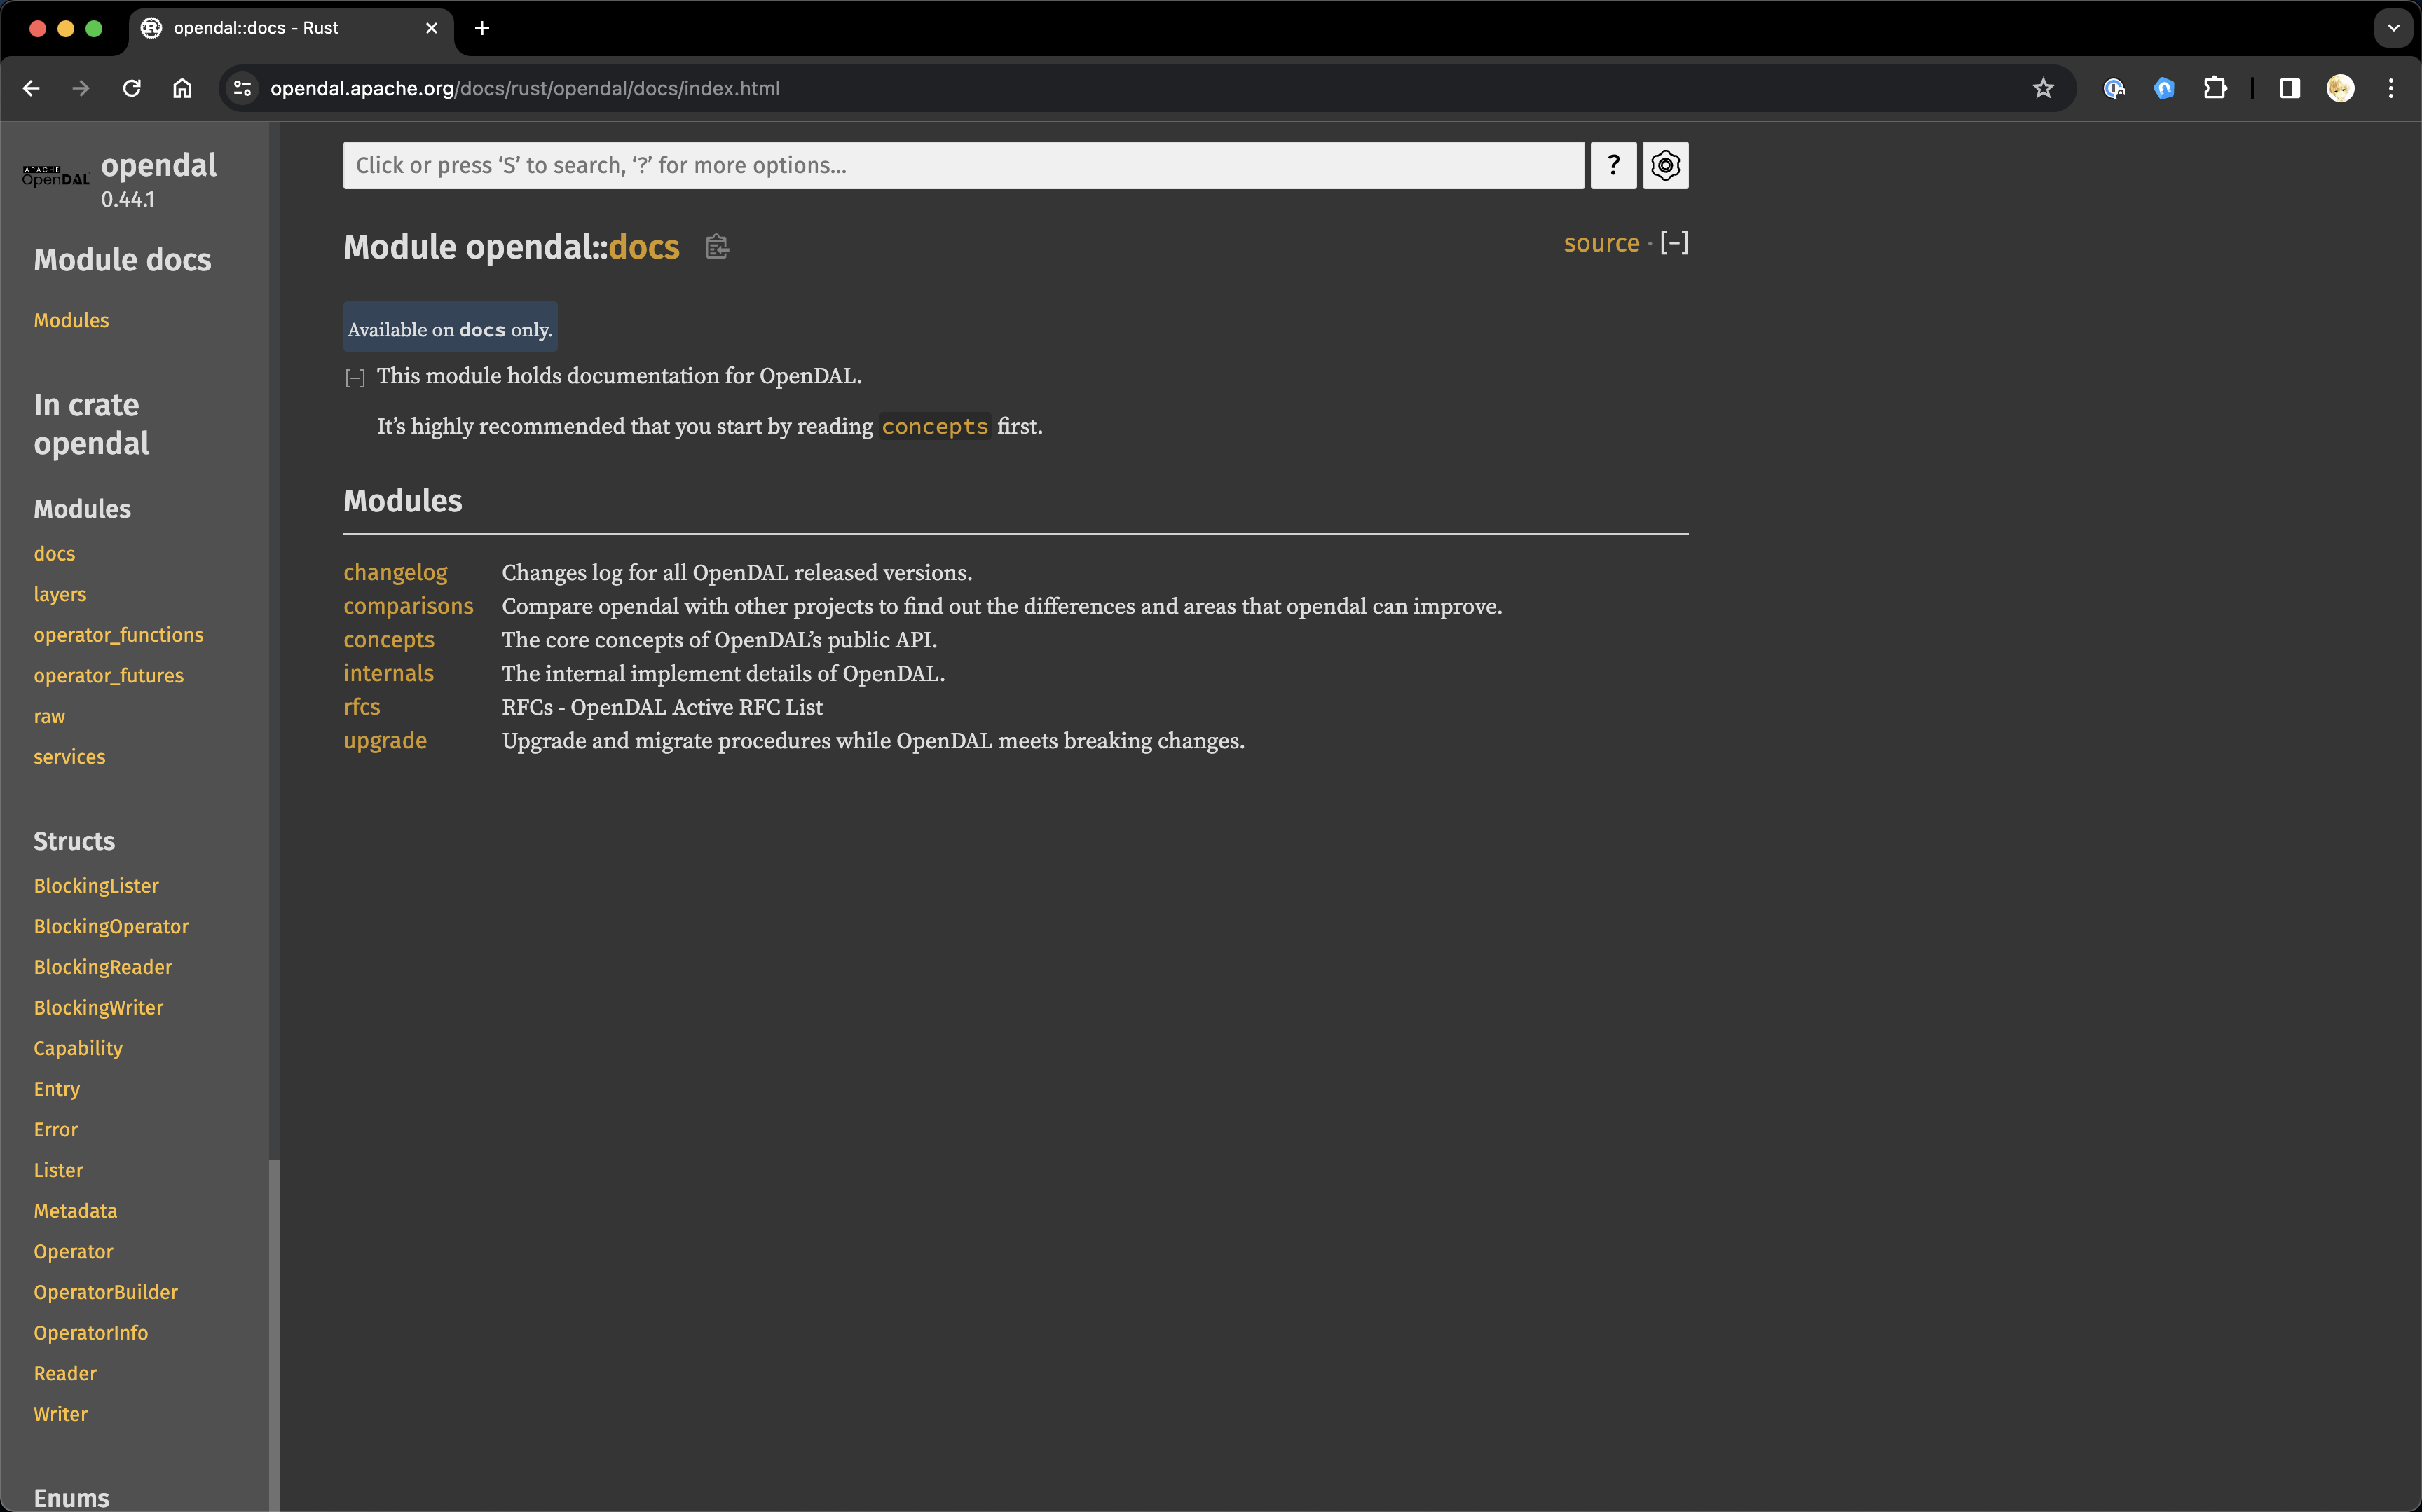 opendal::docs - Rust
opendal.apache.org/docs/rust/opendal/docs/index.html
APACHE
OpenDAL
opendal
0.44.1
Module docs
Modules
In crate
opendal
Modules
docs
layers
operator_functions
operator_futures
raw
services
Structs
BlockingLister
BlockingOperator
BlockingReader
BlockingWriter
Capability
Entry
Error
Lister
Metadata
Operator
OperatorBuilder
OperatorInfo
Reader
Writer
Enums
Click or press ‘S’ to search, ‘?’ for more options…
?
Module opendal::docs
source · [−]
Available on docs only.
[−] This module holds documentation for OpenDAL.
It’s highly recommended that you start by reading concepts first.
Modules
changelog Changes log for all OpenDAL released versions.
comparisons Compare opendal with other projects to find out the differences and areas that opendal can improve.
concepts The core concepts of OpenDAL’s public API.
internals The internal implement details of OpenDAL.
rfcs RFCs - OpenDAL Active RFC List
upgrade Upgrade and migrate procedures while OpenDAL meets breaking changes.